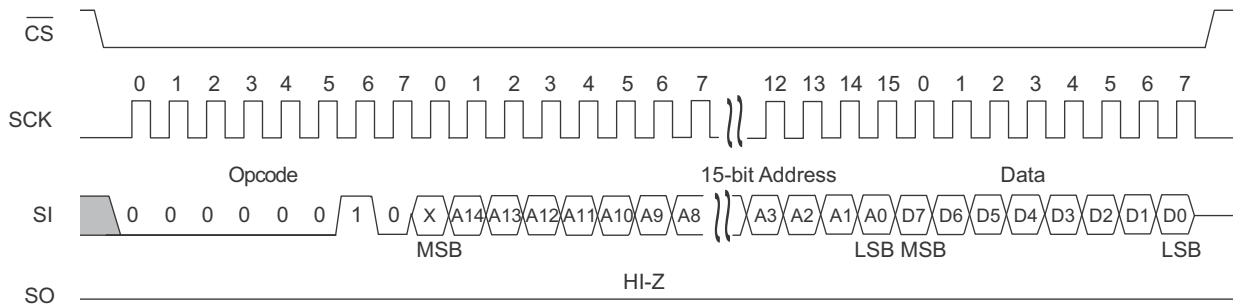 CS
0 1 2 3 4 5 6 7 0 1 2 3 4 5 6 7 12 13 14 15 0 1 2 3 4 5 6 7
SCK
Opcode 15-bit Address Data
SI 0 0 0 0 0 0 1 0 X A14 A13 A12 A11 A10 A9 A8 A3 A2 A1 A0 D7 D6 D5 D4 D3 D2 D1 D0
MSB LSB MSB LSB
HI-Z
SO